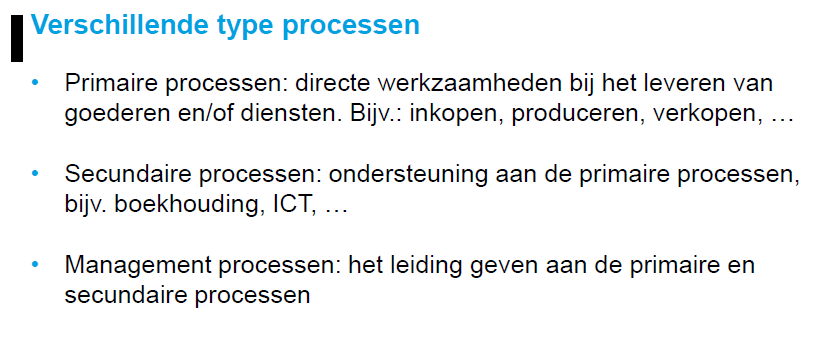 Verschillende type processen
• Primaire processen: directe werkzaamheden bij het leveren van
goederen en/of diensten. Bijv.: inkopen, produceren, verkopen, …
• Secundaire processen: ondersteuning aan de primaire processen,
bijv. boekhouding, ICT, …
• Management processen: het leiding geven aan de primaire en
secundaire processen